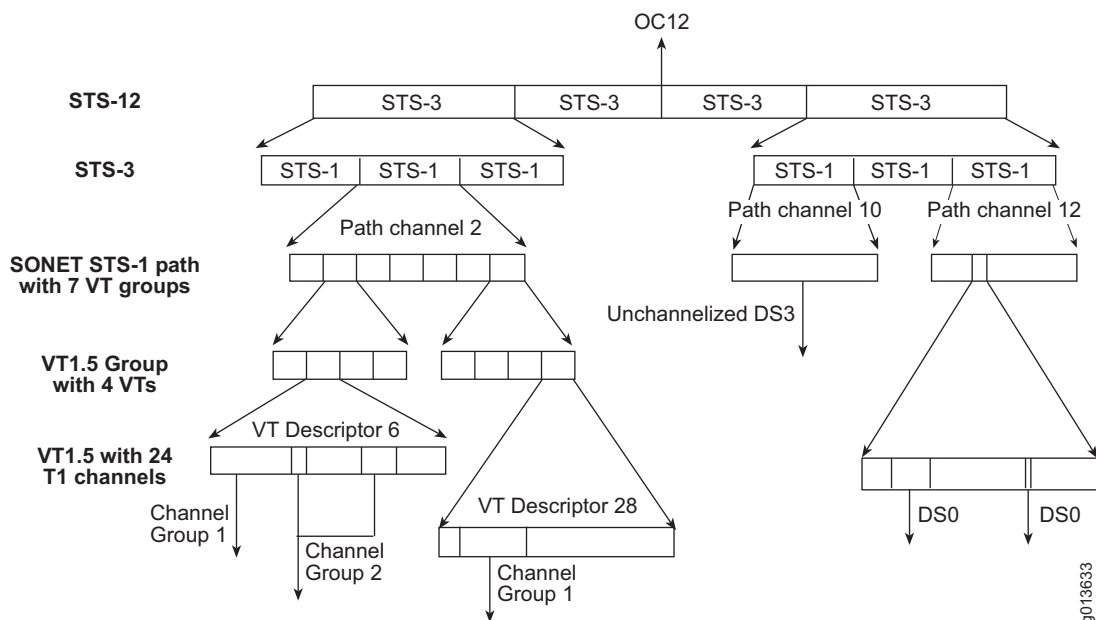 OC12
STS-12
STS-3 STS-3 STS-3 STS-3
STS-3
STS-1 STS-1 STS-1
STS-1 STS-1 STS-1
Path channel 2
Path channel 10
Path channel 12
SONET STS-1 path
with 7 VT groups
Unchannelized DS3
VT1.5 Group
with 4 VTs
VT Descriptor 6
VT1.5 with 24
T1 channels
VT Descriptor 28
Channel
Group 1
Channel
Group 2
Channel
Group 1
DS0
DS0
g013633